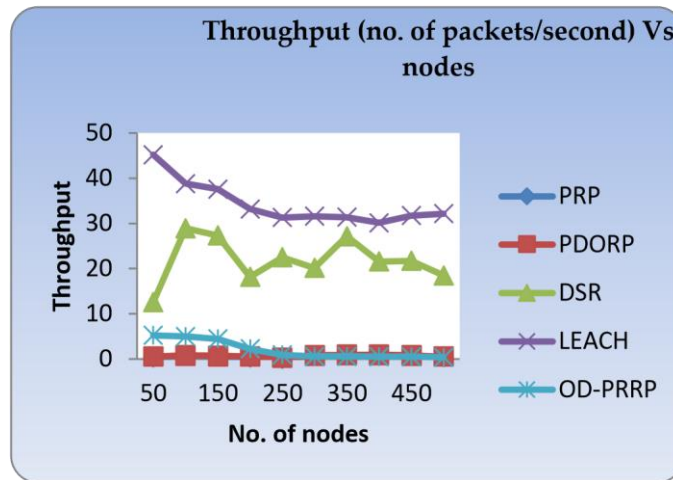 Throughput (no. of packets/second) Vs
nodes
50
40
30
20
10
0
Throughput
50 150 250 350 450
No. of nodes
PRP
PDORP
DSR
LEACH
OD-PRRP